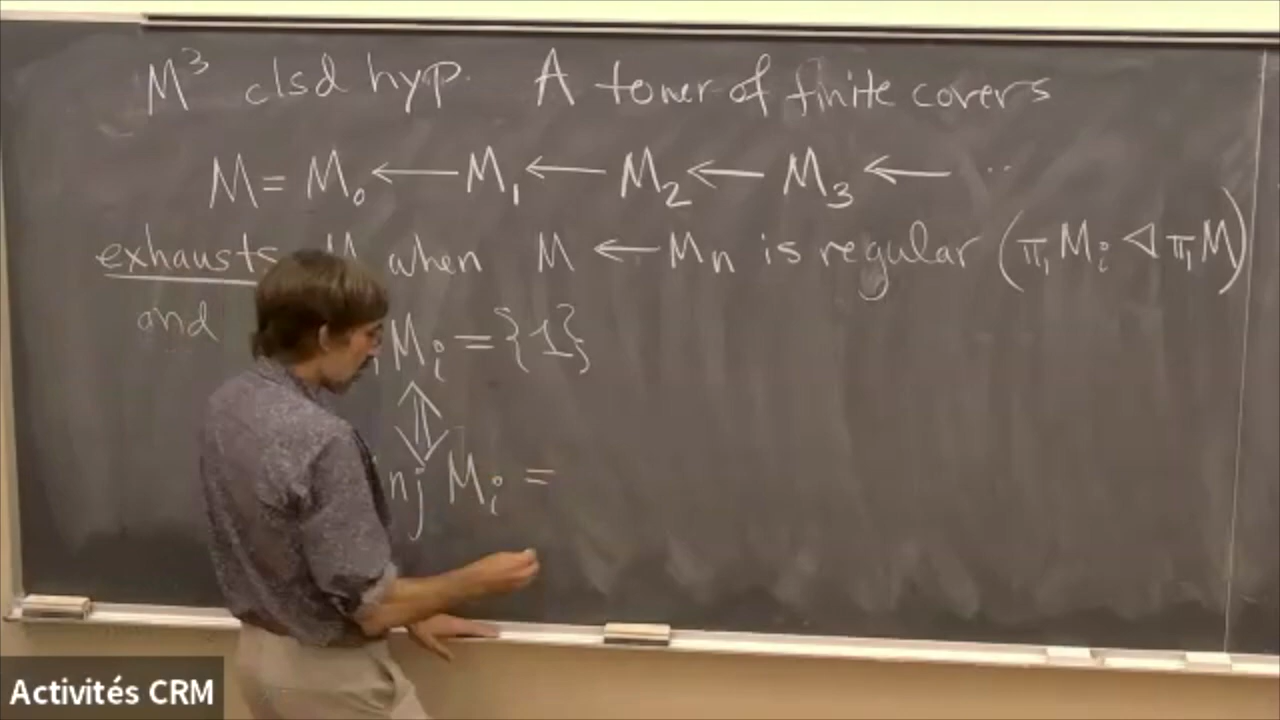 M³ clsd hyp. A tower of finite covers
M = M₀ ← M₁ ← M₂ ← M₃ ← ...
exhausts M when M ← Mn is regular (π₁Mᵢ ◁ π₁M)
and Mᵢ = {1}
⇕
nj Mᵢ =
Activités CRM